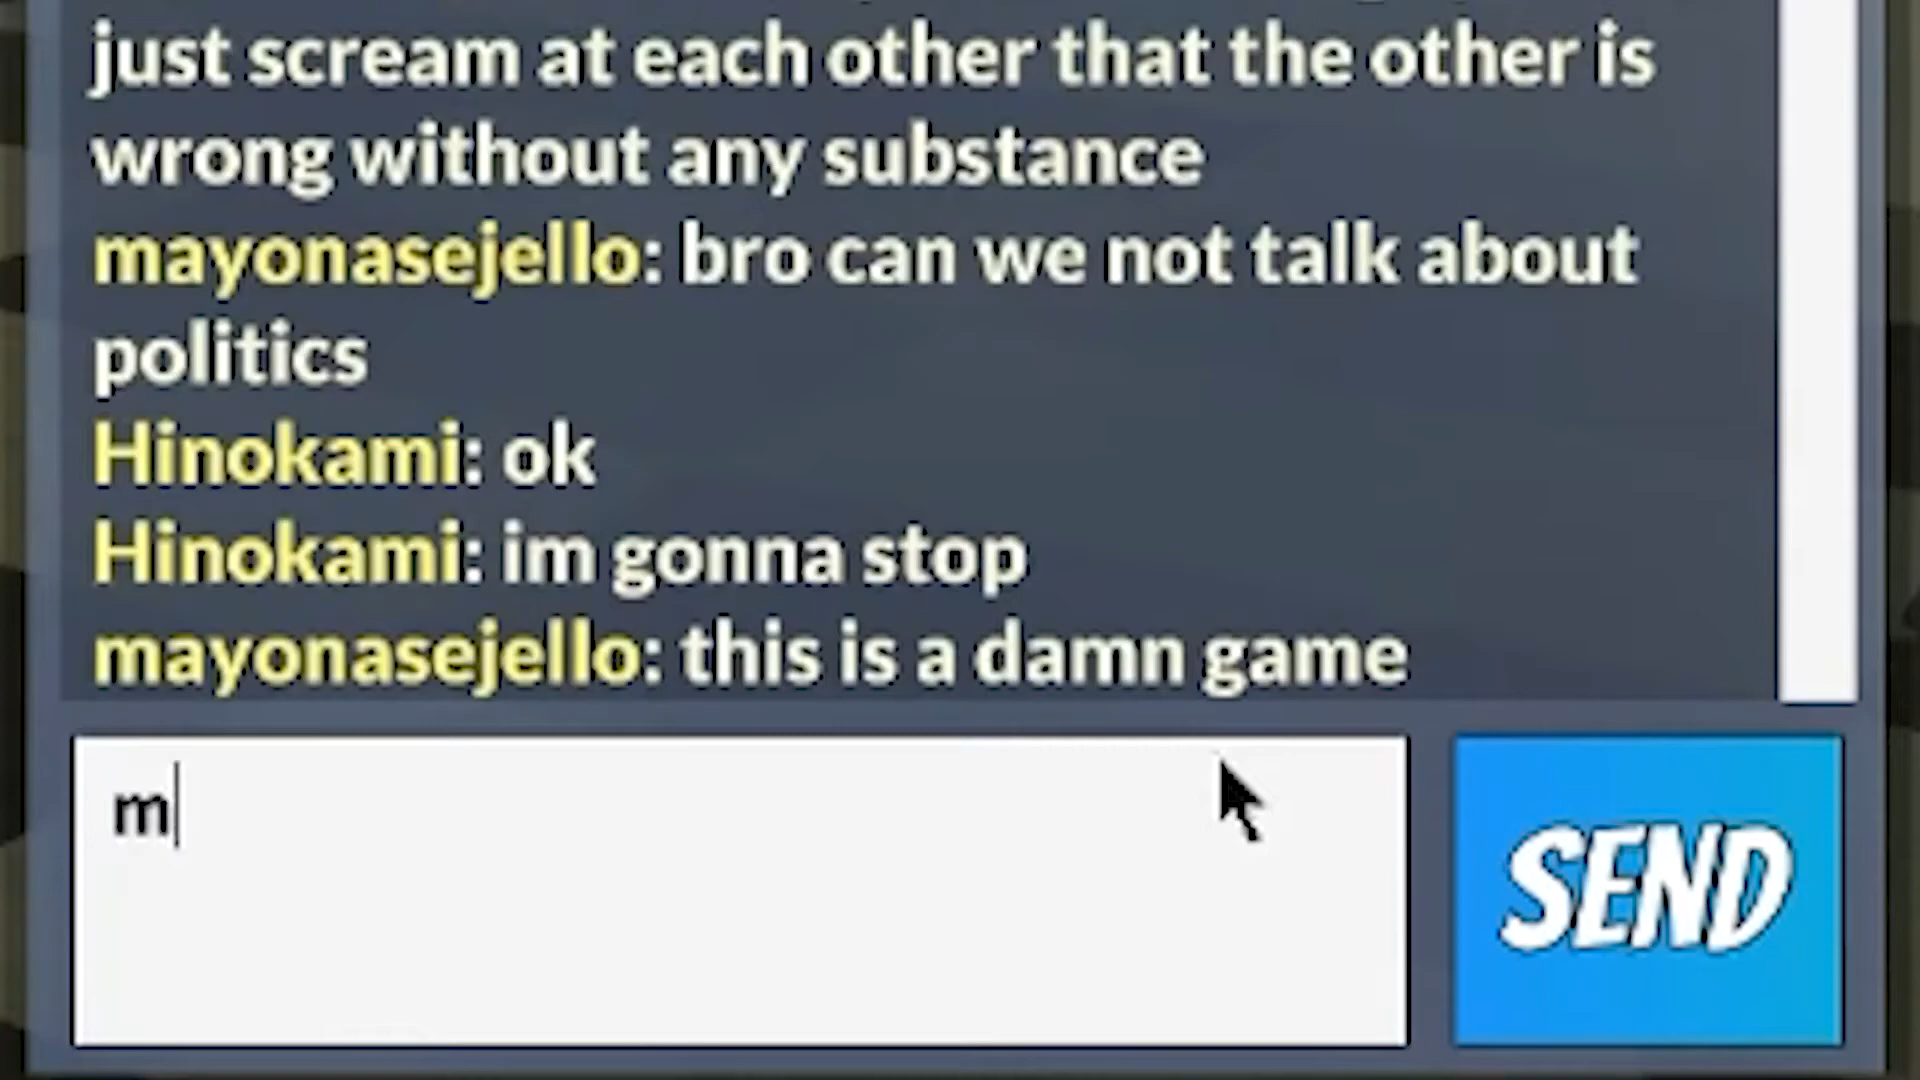 just scream at each other that the other is
wrong without any substance
mayonasejello: bro can we not talk about
politics
Hinokami: ok
Hinokami: im gonna stop
mayonasejello: this is a damn game
m
SEND